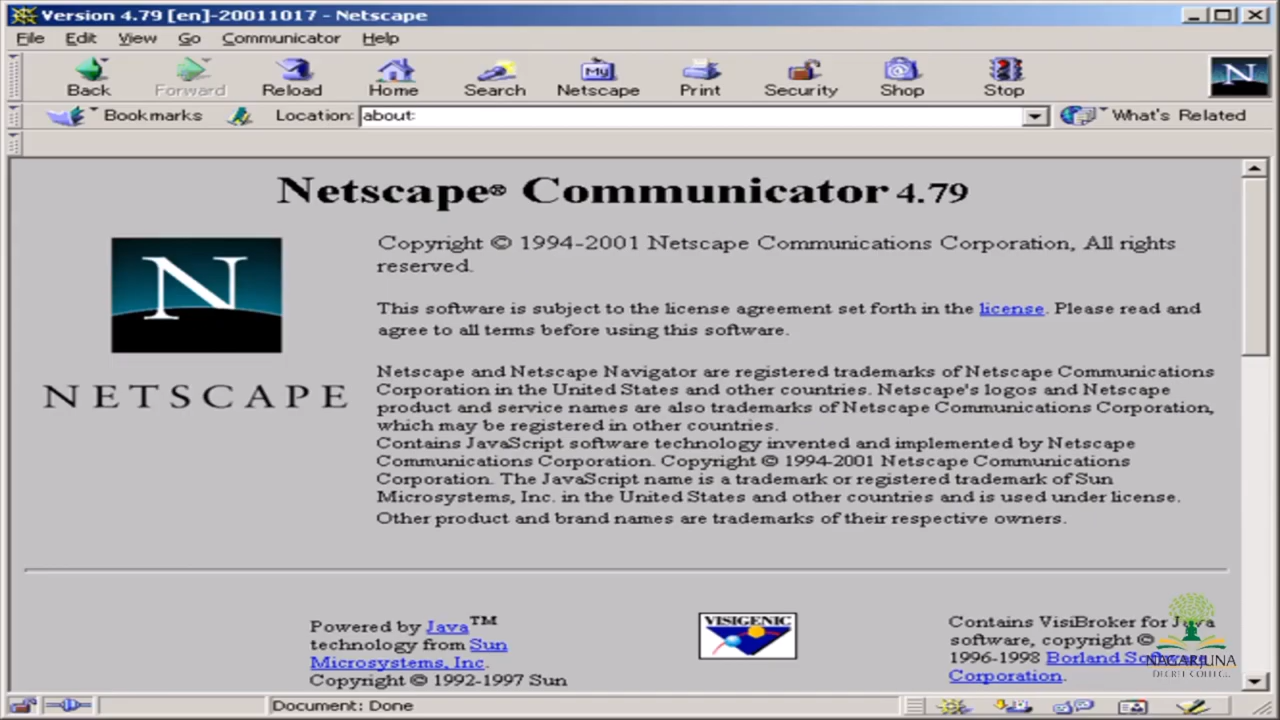 Version 4.79 [en]-20011017 - Netscape
File Edit View Go Communicator Help
Back Forward Reload Home Search Netscape Print Security Shop Stop
My
N
Bookmarks Location: about: What's Related
Netscape® Communicator 4.79
Copyright © 1994-2001 Netscape Communications Corporation, All rights
reserved.
This software is subject to the license agreement set forth in the license. Please read and
agree to all terms before using this software.
N
NETSCAPE
Netscape and Netscape Navigator are registered trademarks of Netscape Communications
Corporation in the United States and other countries. Netscape's logos and Netscape
product and service names are also trademarks of Netscape Communications Corporation,
which may be registered in other countries.
Contains JavaScript software technology invented and implemented by Netscape
Communications Corporation. Copyright © 1994-2001 Netscape Communications
Corporation. The JavaScript name is a trademark or registered trademark of Sun
Microsystems, Inc. in the United States and other countries and is used under license.
Other product and brand names are trademarks of their respective owners.
Powered by Java™
technology from Sun
Microsystems, Inc.
Copyright © 1992-1997 Sun
VISIGENIC
Contains VisiBroker for Java
software, copyright ©
1996-1998 Borland Software
Corporation.
NAGARJUNA
DEGREE
Document: Done